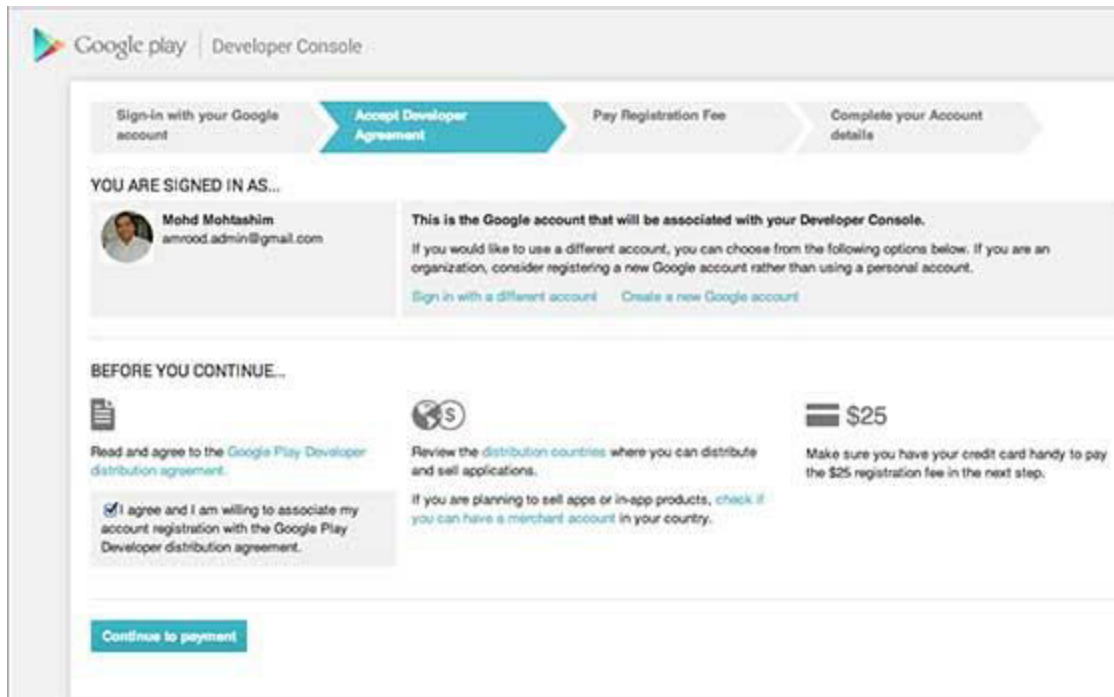 Google play | Developer Console
Sign-in with your Google
account
Accept Developer
Agreement
Pay Registration Fee
Complete your Account
details
YOU ARE SIGNED IN AS...
Mohd Mohtashim
amrood.admin@gmail.com
This is the Google account that will be associated with your Developer Console.
If you would like to use a different account, you can choose from the following options below. If you are an
organization, consider registering a new Google account rather than using a personal account.
Sign in with a different account Create a new Google account
BEFORE YOU CONTINUE...
Read and agree to the Google Play Developer
distribution agreement.
I agree and I am willing to associate my
account registration with the Google Play
Developer distribution agreement.
$
Review the distribution countries where you can distribute
and sell applications.
If you are planning to sell apps or in-app products, check if
you can have a merchant account in your country.
$25
Make sure you have your credit card handy to pay
the $25 registration fee in the next step.
Continue to payment